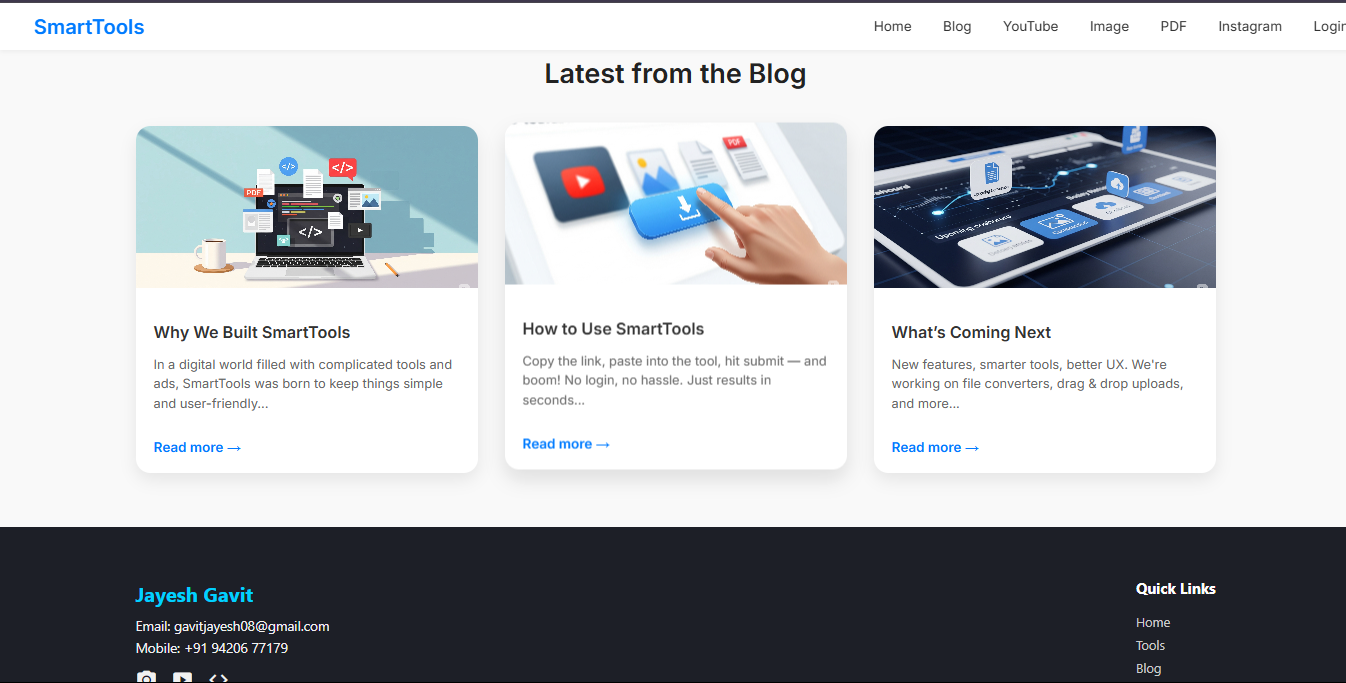 SmartTools
Home Blog YouTube Image PDF Instagram Login
Latest from the Blog
</>
</>
PDF
</>
PDF
Upcoming
Why We Built SmartTools
In a digital world filled with complicated tools and
ads, SmartTools was born to keep things simple
and user-friendly...
Read more →
How to Use SmartTools
Copy the link, paste into the tool, hit submit — and
boom! No login, no hassle. Just results in
seconds...
Read more →
What's Coming Next
New features, smarter tools, better UX. We're
working on file converters, drag & drop uploads,
and more...
Read more →
Jayesh Gavit
Email: gavitjayesh08@gmail.com
Mobile: +91 94206 77179
Quick Links
Home
Tools
Blog